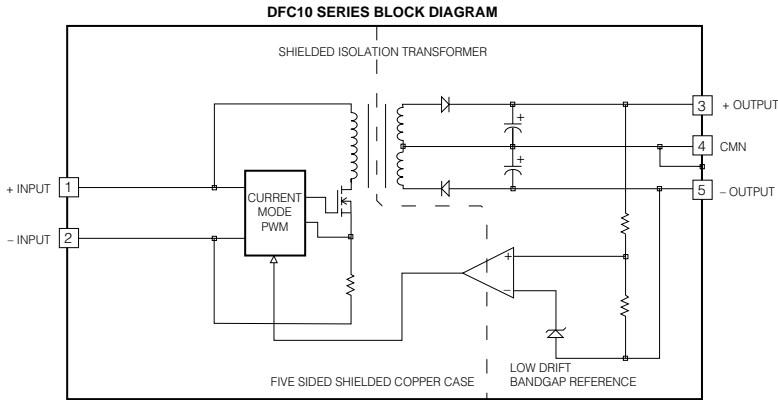 DFC10 SERIES BLOCK DIAGRAM
SHIELDED ISOLATION TRANSFORMER
3 + OUTPUT
+
4 CMN
+
+ INPUT 1
5 – OUTPUT
CURRENT
MODE
PWM
– INPUT 2
+
–
LOW DRIFT
BANDGAP REFERENCE
FIVE SIDED SHIELDED COPPER CASE